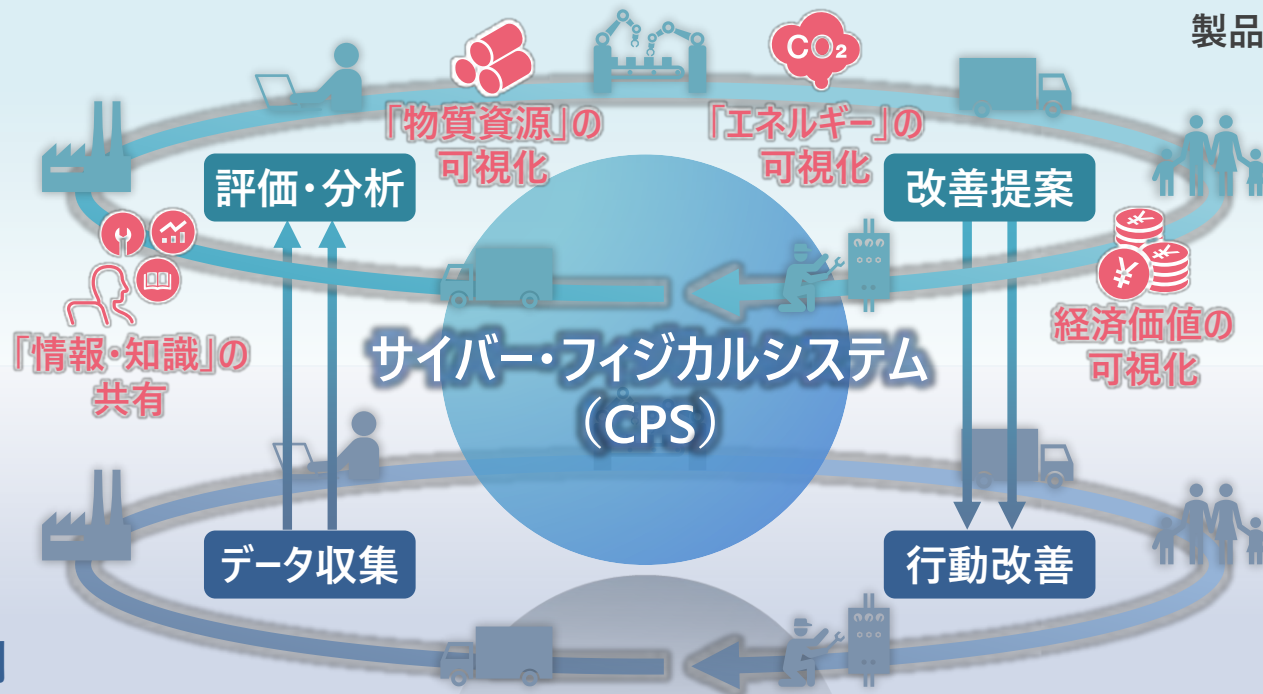 製品
CO2
「物質資源」の
可視化
「エネルギー」の
可視化
評価・分析
改善提案
「情報・知識」の
共有
¥
¥
¥
経済価値の
可視化
サイバー・フィジカルシステム
（CPS）
データ収集
行動改善